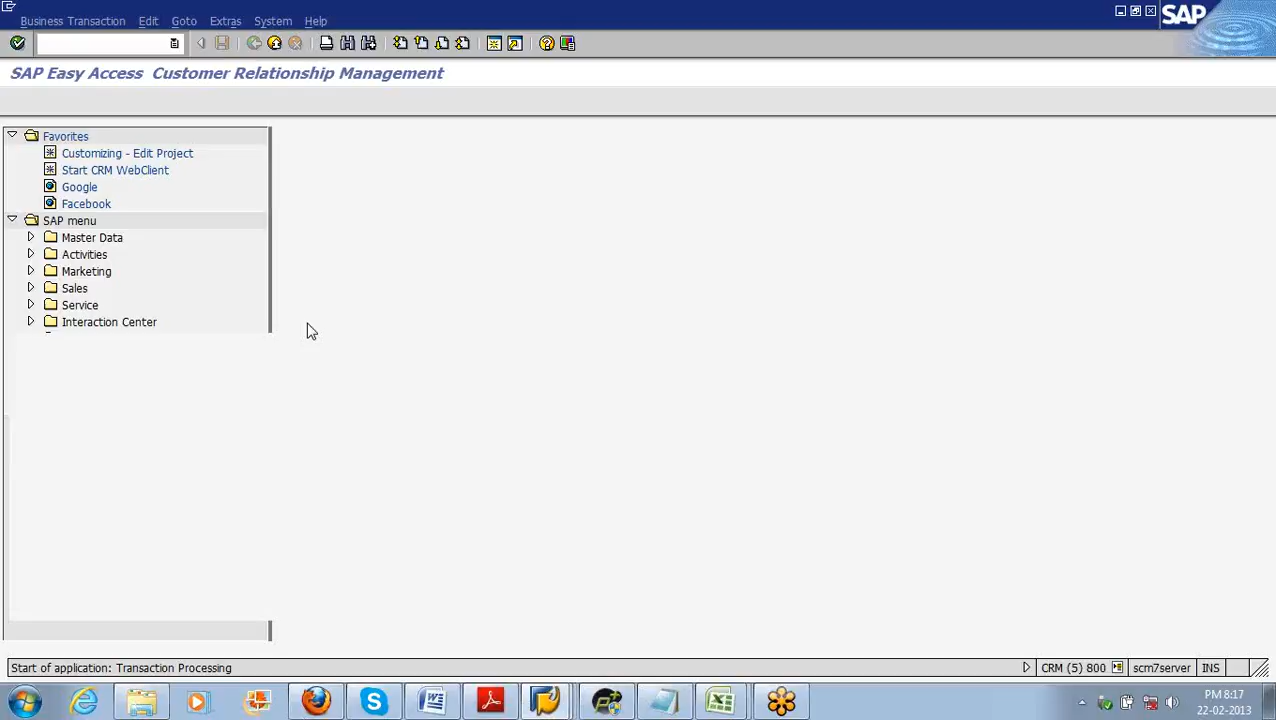 Business Transaction Edit Goto Extras System Help
SAP
SAP Easy Access Customer Relationship Management
Favorites
Customizing - Edit Project
Start CRM WebClient
Google
Facebook
SAP menu
Master Data
Activities
Marketing
Sales
Service
Interaction Center
Start of application: Transaction Processing
CRM (5) 800 scm7server INS
PM 8:17
22-02-2013